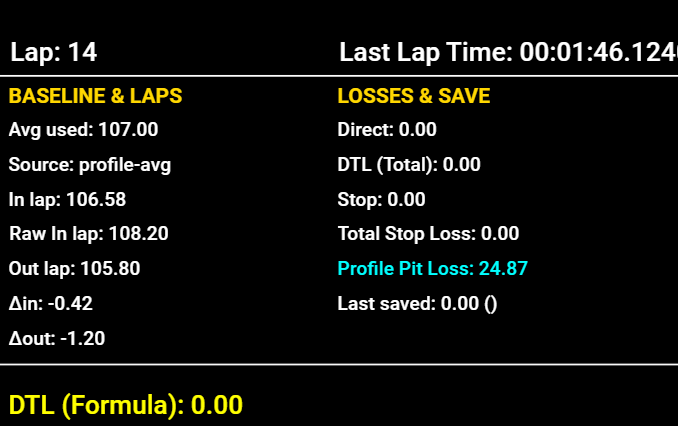 Lap: 14
Last Lap Time: 00:01:46.124
BASELINE & LAPS
Avg used: 107.00
Source: profile-avg
In lap: 106.58
Raw In lap: 108.20
Out lap: 105.80
Δin: -0.42
Δout: -1.20
LOSSES & SAVE
Direct: 0.00
DTL (Total): 0.00
Stop: 0.00
Total Stop Loss: 0.00
Profile Pit Loss: 24.87
Last saved: 0.00 ()
DTL (Formula): 0.00